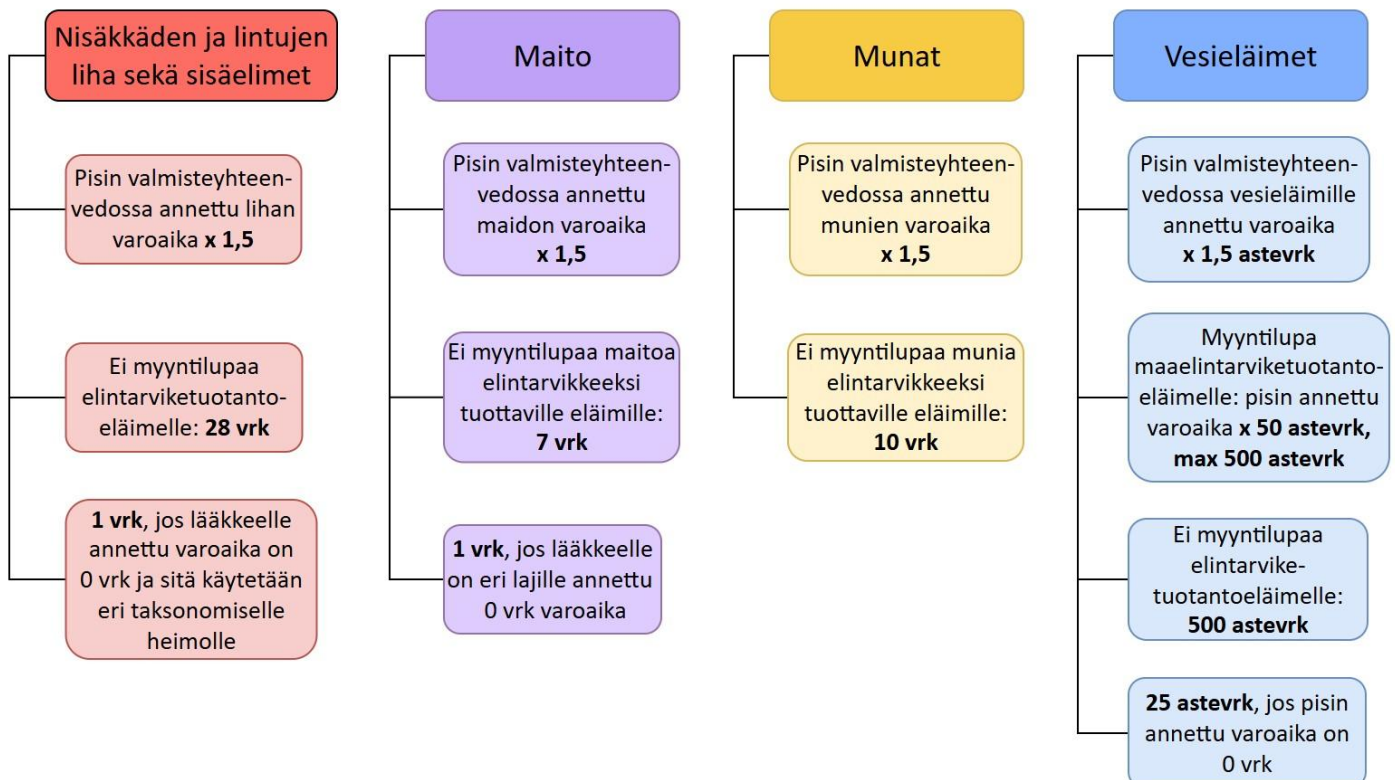 Nisäkkäden ja lintujen
liha sekä sisäelimet
Pisin valmisteyhteen-
vedossa annettu lihan
varoaika x 1,5
Ei myyntilupaa
elintarviketuotanto-
eläimelle: 28 vrk
1 vrk, jos lääkkeelle
annettu varoaika on
0 vrk ja sitä käytetään
eri taksonomiselle
heimolle
Maito
Pisin valmisteyhteen-
vedossa annettu
maidon varoaika
x 1,5
Ei myyntilupaa maitoa
elintarvikkeeksi
tuottaville eläimille:
7 vrk
1 vrk, jos lääkkeelle
on eri lajille annettu
0 vrk varoaika
Munat
Pisin valmisteyhteen-
vedossa annettu
munien varoaika
x 1,5
Ei myyntilupaa munia
elintarvikkeeksi
tuottaville eläimille:
10 vrk
Vesieläimet
Pisin valmisteyhteen-
vedossa vesieläimille
annettu varoaika
x 1,5 astevrk
Myyntilupa
maaelintarviketuotanto-
eläimelle: pisin annettu
varoaika x 50 astevrk,
max 500 astevrk
Ei myyntilupaa
elintarvike-
tuotantoeläimelle:
500 astevrk
25 astevrk, jos pisin
annettu varoaika on
0 vrk